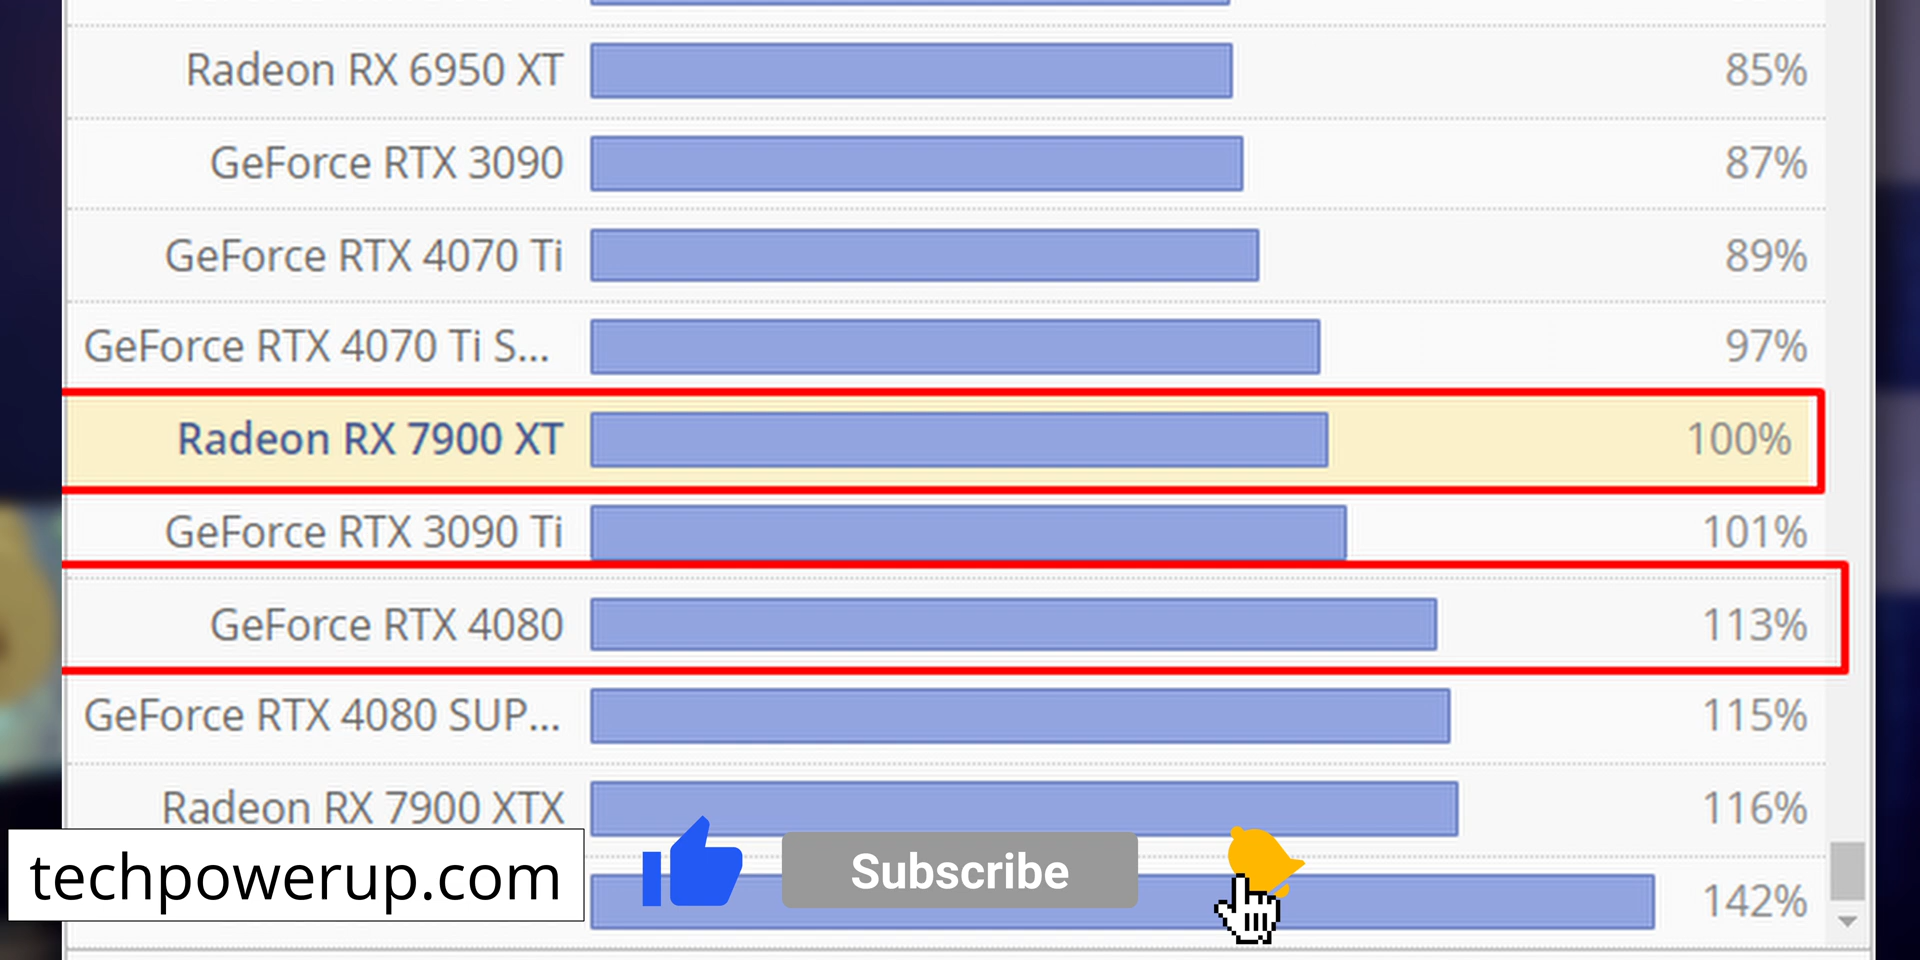 Radeon RX 6950 XT 85%
GeForce RTX 3090 87%
GeForce RTX 4070 Ti 89%
GeForce RTX 4070 Ti S... 97%
Radeon RX 7900 XT 100%
GeForce RTX 3090 Ti 101%
GeForce RTX 4080 113%
GeForce RTX 4080 SUP... 115%
Radeon RX 7900 XTX 116%
techpowerup.com
Subscribe
142%